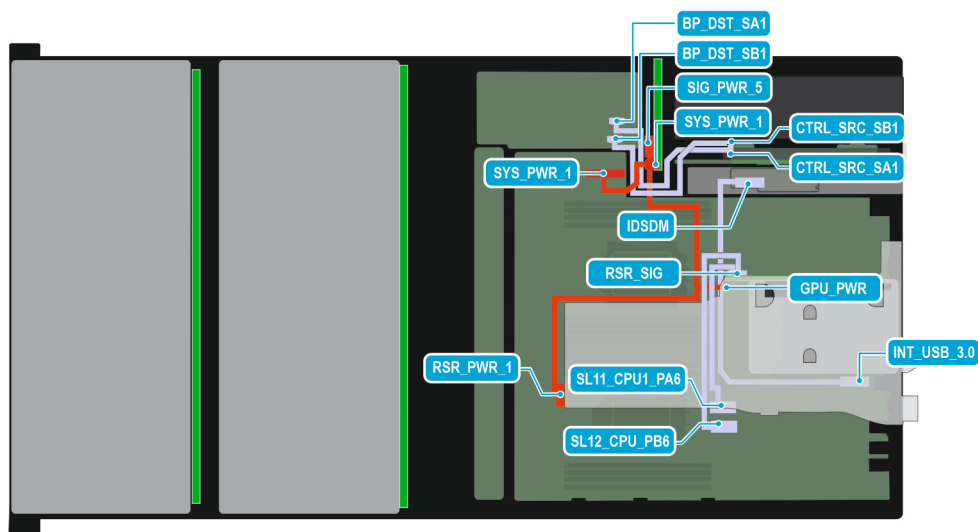 BP_DST_SA1
BP_DST_SB1
SIG_PWR_5
SYS_PWR_1
CTRL_SRC_SB1
CTRL_SRC_SA1
SYS_PWR_1
IDSDM
RSR_SIG
GPU_PWR
INT_USB_3.0
RSR_PWR_1
SL11_CPU1_PA6
SL12_CPU_PB6